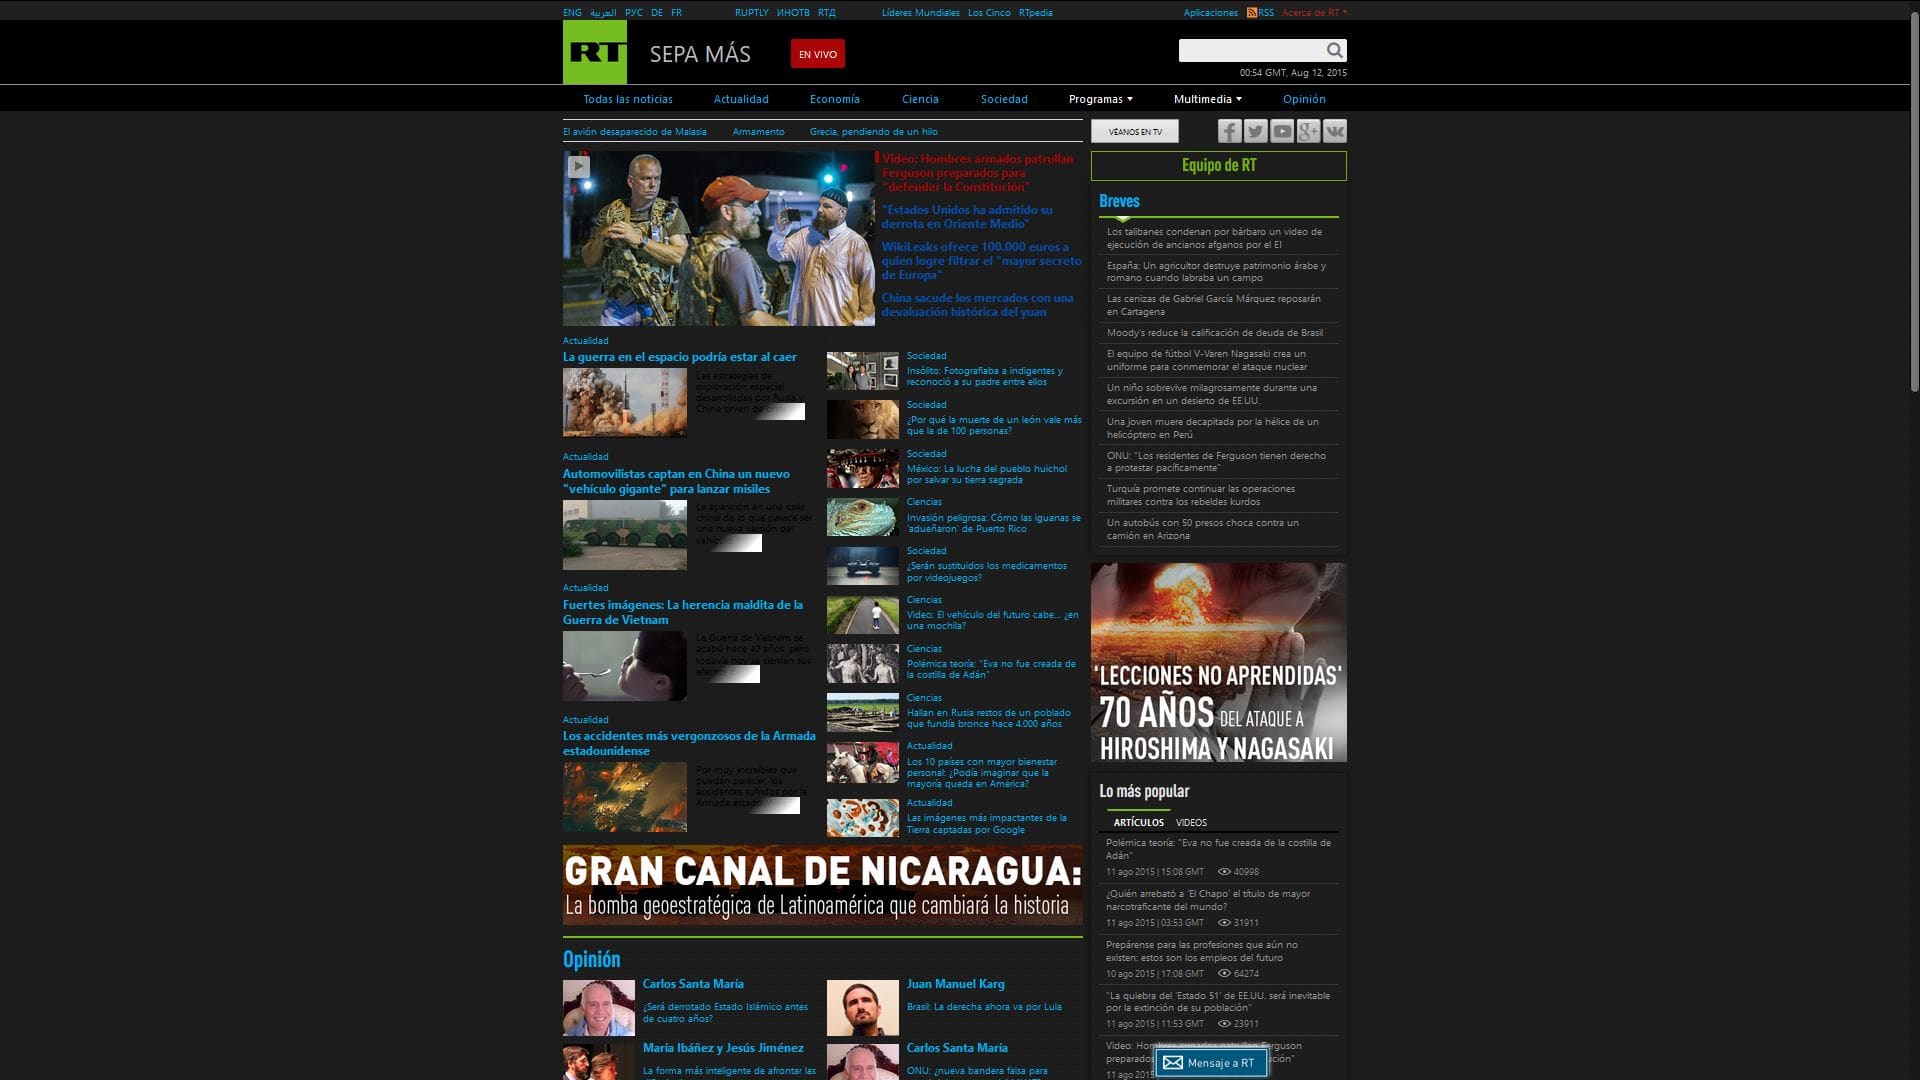 ENG العربية РУС DE FR RUPTLY ИНОТВ RTД Líderes Mundiales Los Cinco RTpedia Aplicaciones RSS Acerca de RT
RT SEPA MÁS EN VIVO
00:54 GMT, Aug 12, 2015
Todas las noticias Actualidad Economía Ciencia Sociedad Programas Multimedia Opinión
El avión desaparecido de Malasia Armamento Grecia, pendiendo de un hilo
VÉANOS EN TV
Video: Hombres armados patrullan
Ferguson preparados para
"defender la Constitución"
"Estados Unidos ha admitido su
derrota en Oriente Medio"
WikiLeaks ofrece 100.000 euros a
quien logre filtrar el "mayor secreto
de Europa"
China sacude los mercados con una
devaluación histórica del yuan
Actualidad
La guerra en el espacio podría estar al caer
Las estrategias de
exploración espacial
desarrolladas por Rusia y
China sirven de
Actualidad
Automovilistas captan en China un nuevo
"vehículo gigante" para lanzar misiles
La aparición en una calle
china de lo que parece ser
una nueva versión del
Actualidad
Fuertes imágenes: La herencia maldita de la
Guerra de Vietnam
La Guerra de Vietnam se
acabó hace 40 años, pero
todavía hoy se sienten sus
Actualidad
Los accidentes más vergonzosos de la Armada
estadounidense
Por muy increíbles que
puedan parecer, los
accidentes sufridos por la
Armada
Sociedad
Insólito: Fotografiaba a indigentes y
reconoció a su padre entre ellos
Sociedad
¿Por qué la muerte de un león vale más
que la de 100 personas?
Sociedad
México: La lucha del pueblo huichol
por salvar su tierra sagrada
Ciencias
Invasión peligrosa: Cómo las iguanas se
'adueñaron' de Puerto Rico
Sociedad
¿Serán sustituidos los medicamentos
por videojuegos?
Ciencias
Video: El vehículo del futuro cabe... ¿en
una mochila?
Ciencias
Polémica teoría: "Eva no fue creada de
la costilla de Adán"
Ciencias
Hallan en Rusia restos de un poblado
que fundía bronce hace 4.000 años
Actualidad
Los 10 países con mayor bienestar
personal: ¿Podía imaginar que la
mayoría queda en América?
Actualidad
Las imágenes más impactantes de la
Tierra captadas por Google
GRAN CANAL DE NICARAGUA:
La bomba geoestratégica de Latinoamérica que cambiará la historia
Opinión
Carlos Santa María
¿Será derrotado Estado Islámico antes
de cuatro años?
Juan Manuel Karg
Brasil: La derecha ahora va por Lula
María Ibáñez y Jesús Jiménez
La forma más inteligente de afrontar las
Carlos Santa María
ONU: ¿nueva bandera falsa para
Equipo de RT
Breves
Los talibanes condenan por bárbaro un video de
ejecución de ancianos afganos por el EI
España: Un agricultor destruye patrimonio árabe y
romano cuando labraba un campo
Las cenizas de Gabriel García Márquez reposarán
en Cartagena
Moody's reduce la calificación de deuda de Brasil
El equipo de fútbol V-Varen Nagasaki crea un
uniforme para conmemorar el ataque nuclear
Un niño sobrevive milagrosamente durante una
excursión en un desierto de EE.UU.
Una joven muere decapitada por la hélice de un
helicóptero en Perú
ONU: "Los residentes de Ferguson tienen derecho
a protestar pacíficamente"
Turquía promete continuar las operaciones
militares contra los rebeldes kurdos
Un autobús con 50 presos choca contra un
camión en Arizona
'LECCIONES NO APRENDIDAS'
70 AÑOS DEL ATAQUE A
HIROSHIMA Y NAGASAKI
Lo más popular
ARTÍCULOS VIDEOS
Polémica teoría: "Eva no fue creada de la costilla de
Adán"
11 ago 2015 | 15:08 GMT 40998
¿Quién arrebató a 'El Chapo' el título de mayor
narcotraficante del mundo?
11 ago 2015 | 03:53 GMT 31911
Prepárense para las profesiones que aún no
existen: estos son los empleos del futuro
10 ago 2015 | 17:08 GMT 64274
"La quiebra del 'Estado 51' de EE.UU. será inevitable
por la extinción de su población"
11 ago 2015 | 11:53 GMT 23911
Video: Hombres armados patrullan Ferguson
preparados
11 ago 2015
Mensaje a RT